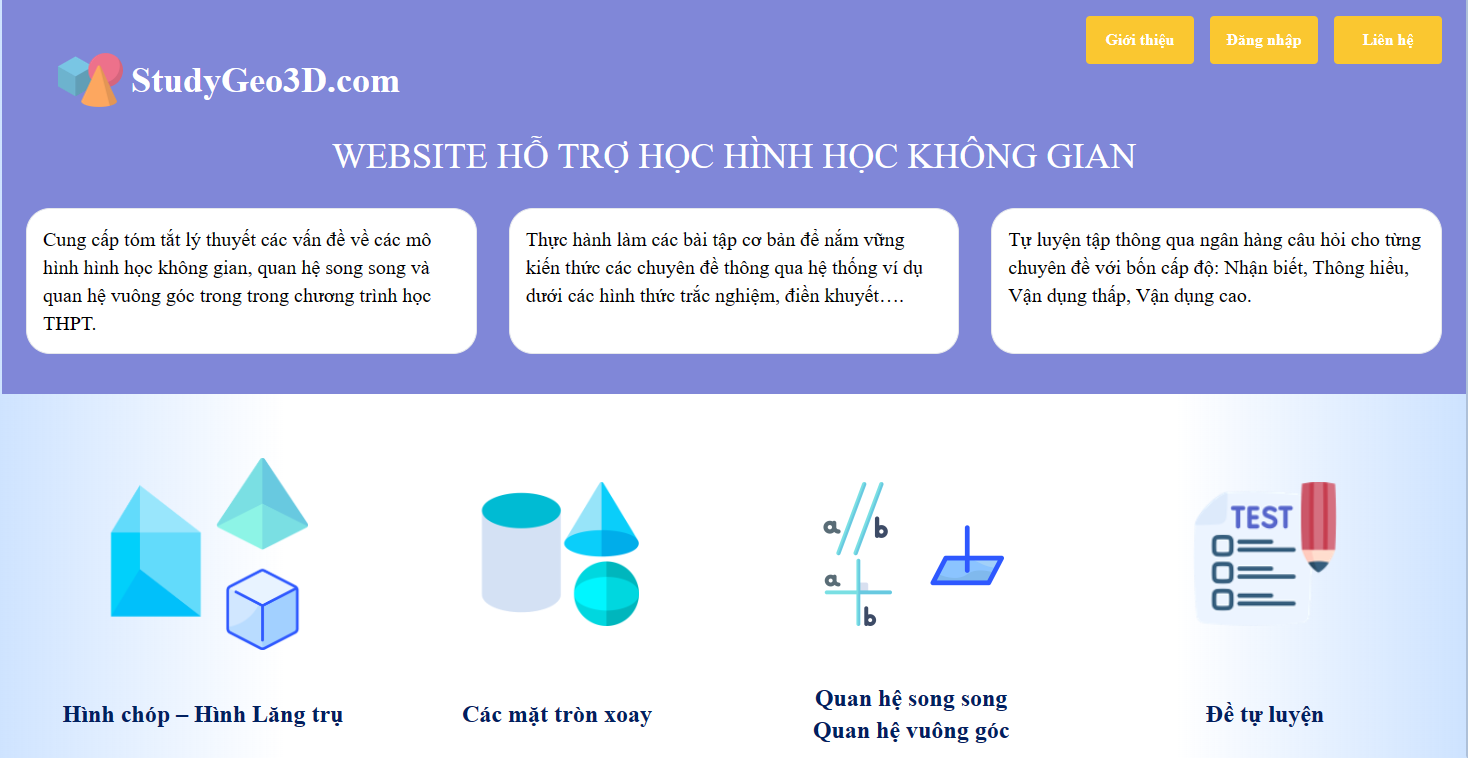 Giới thiệu
Đăng nhập
Liên hệ
StudyGeo3D.com
WEBSITE HỖ TRỢ HỌC HÌNH HỌC KHÔNG GIAN
Cung cấp tóm tắt lý thuyết các vấn đề về các mô
hình hình học không gian, quan hệ song song và
quan hệ vuông góc trong trong chương trình học
THPT.
Thực hành làm các bài tập cơ bản để nắm vững
kiến thức các chuyên đề thông qua hệ thống ví dụ
dưới các hình thức trắc nghiệm, điền khuyết….
Tự luyện tập thông qua ngân hàng câu hỏi cho từng
chuyên đề với bốn cấp độ: Nhận biết, Thông hiểu,
Vận dụng thấp, Vận dụng cao.
a
b
a
b
TEST
Hình chóp – Hình Lăng trụ
Các mặt tròn xoay
Quan hệ song song
Quan hệ vuông góc
Đề tự luyện